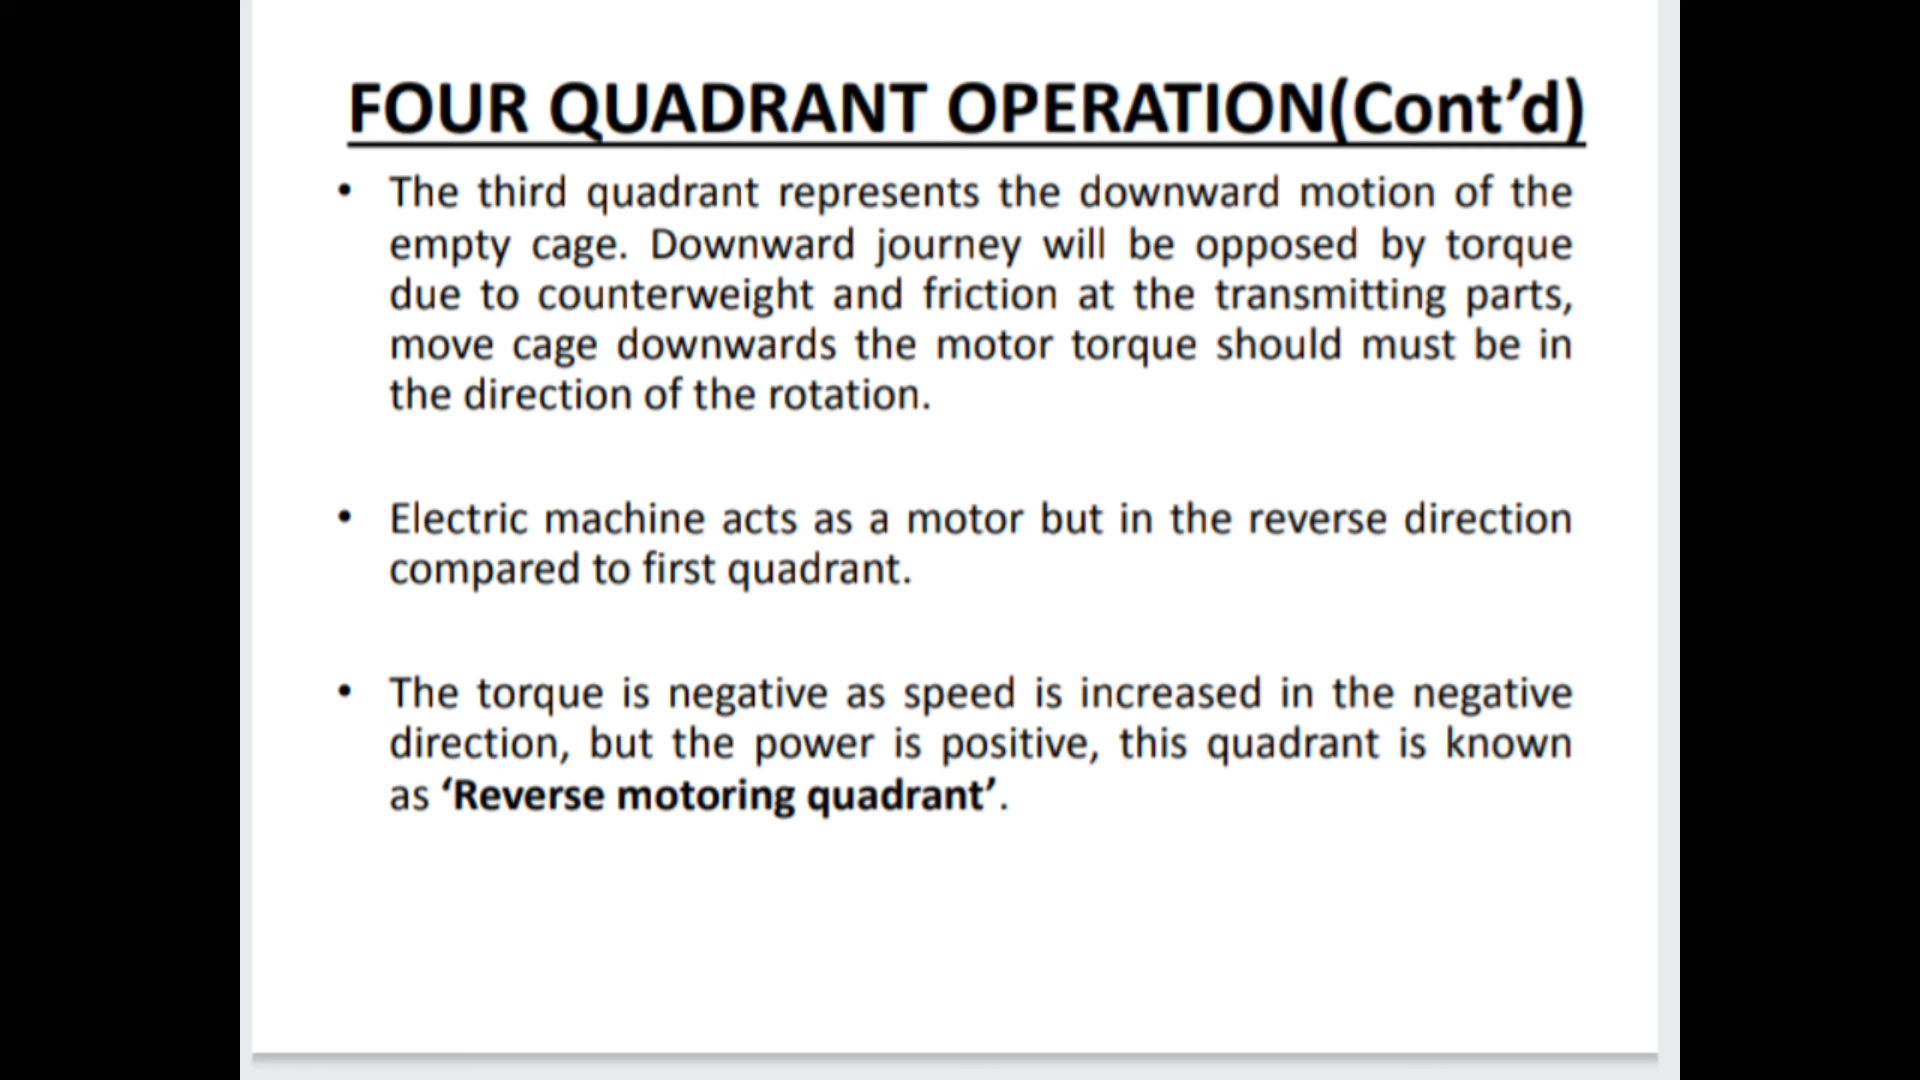 FOUR QUADRANT OPERATION(Cont’d)
• The third quadrant represents the downward motion of the
empty cage. Downward journey will be opposed by torque
due to counterweight and friction at the transmitting parts,
move cage downwards the motor torque should must be in
the direction of the rotation.
• Electric machine acts as a motor but in the reverse direction
compared to first quadrant.
• The torque is negative as speed is increased in the negative
direction, but the power is positive, this quadrant is known
as ‘Reverse motoring quadrant’.